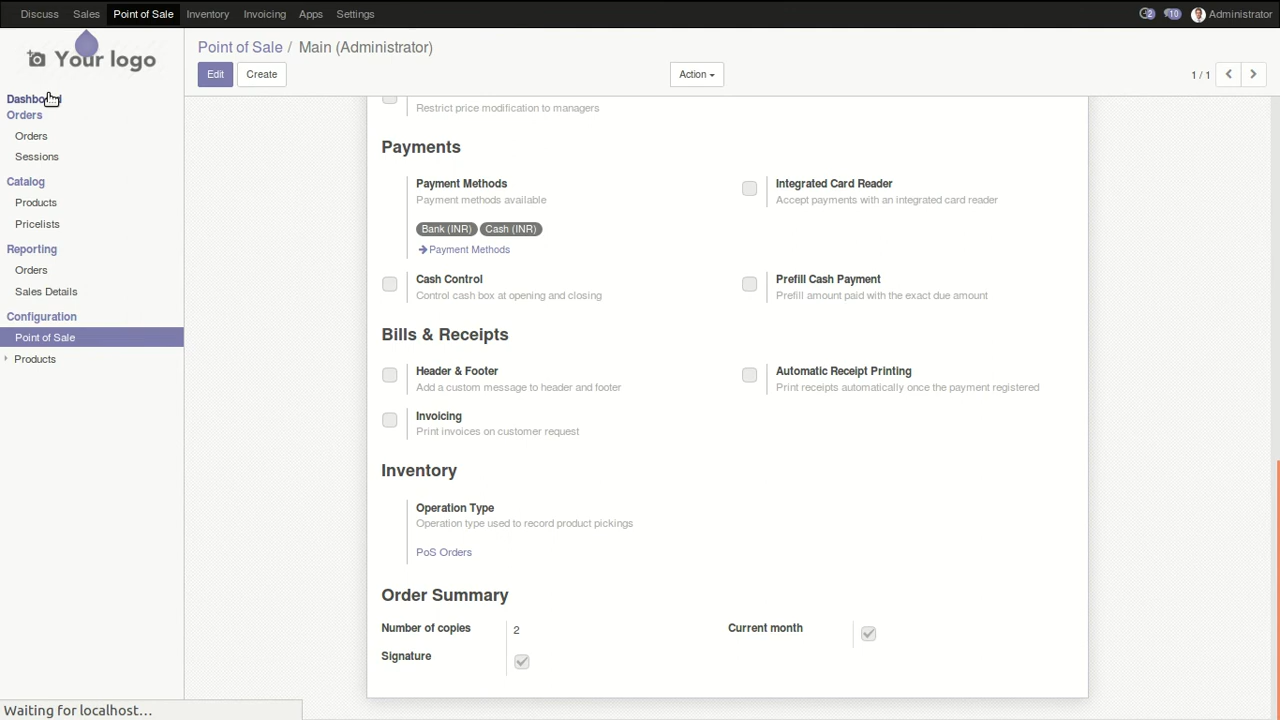 Discuss Sales Point of Sale Inventory Invoicing Apps Settings 2 10 Administrator
Your logo
Point of Sale / Main (Administrator)
Edit Create Action 1 / 1
Dashboard
Orders
Orders
Sessions
Catalog
Products
Pricelists
Reporting
Orders
Sales Details
Configuration
Point of Sale
Products
Restrict price modification to managers
Payments
Payment Methods Integrated Card Reader
Payment methods available Accept payments with an integrated card reader
Bank (INR) Cash (INR)
Payment Methods
Cash Control Prefill Cash Payment
Control cash box at opening and closing Prefill amount paid with the exact due amount
Bills & Receipts
Header & Footer Automatic Receipt Printing
Add a custom message to header and footer Print receipts automatically once the payment registered
Invoicing
Print invoices on customer request
Inventory
Operation Type
Operation type used to record product pickings
PoS Orders
Order Summary
Number of copies 2 Current month
Signature
Waiting for localhost...